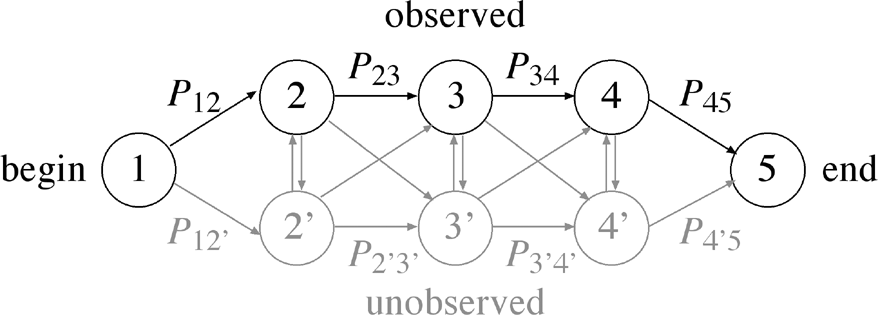 observed
P12 P23 P34 P45
2 3 4
begin 1 5 end
2’ 3’ 4’
P12’ P2’3’ P3’4’ P4’5
unobserved